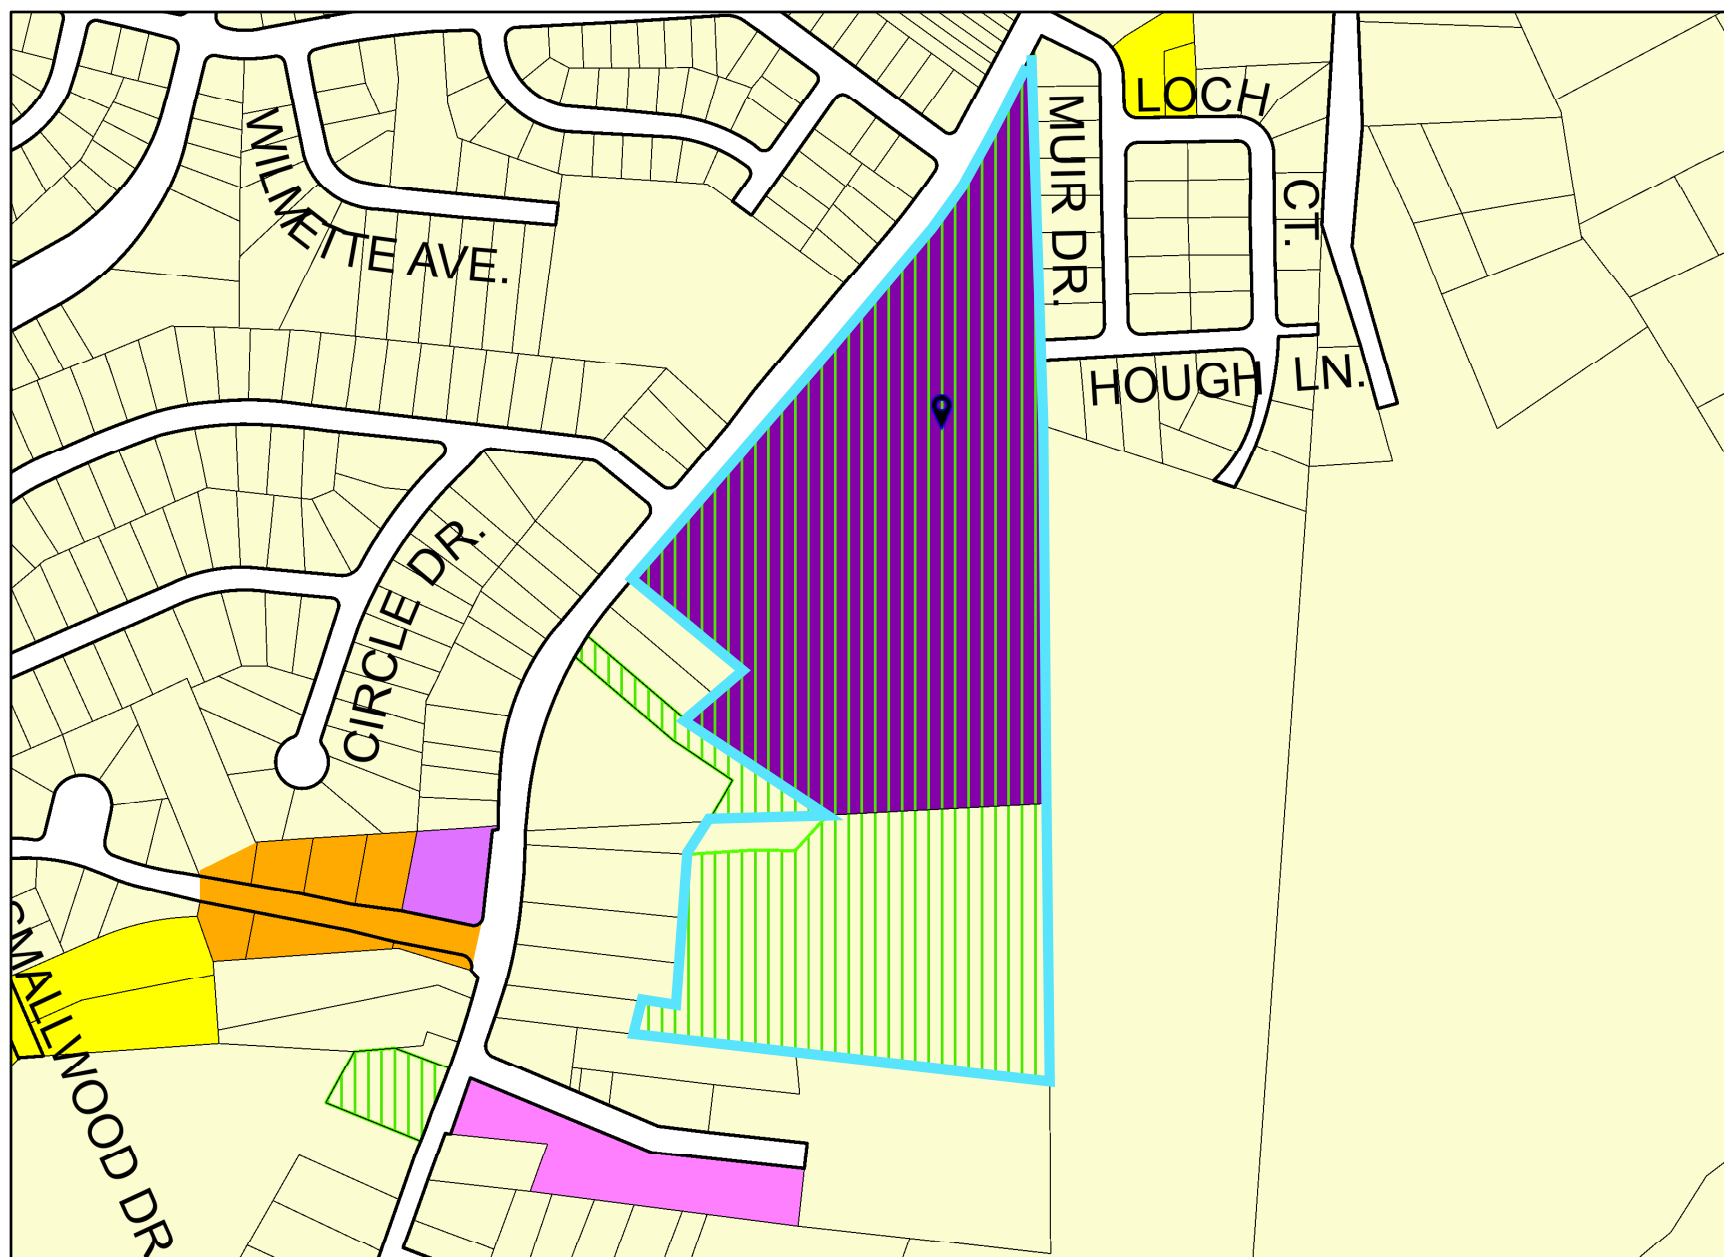 LOCH
MUIR DR.
CT.
WILMETTE AVE.
HOUGH LN.
CIRCLE DR.
SMALLWOOD DR